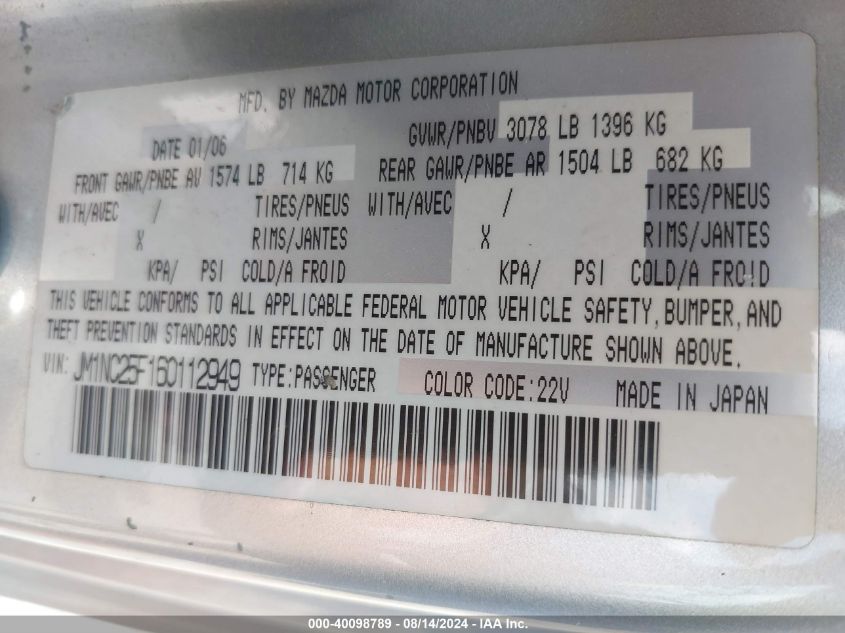 MFD. BY MAZDA MOTOR CORPORATION
DATE 01/06 GVWR/PNBV 3078 LB 1396 KG
FRONT GAWR/PNBE AV 1574 LB 714 KG REAR GAWR/PNBE AR 1504 LB 682 KG
WITH/AVEC / TIRES/PNEUS WITH/AVEC / TIRES/PNEUS
X RIMS/JANTES X RIMS/JANTES
KPA/ PSI COLD/A FROID KPA/ PSI COLD/A FROID
THIS VEHICLE CONFORMS TO ALL APPLICABLE FEDERAL MOTOR VEHICLE SAFETY, BUMPER, AND
THEFT PREVENTION STANDARDS IN EFFECT ON THE DATE OF MANUFACTURE SHOWN ABOVE.
VIN: JM1NC25F160112949 TYPE: PASSENGER COLOR CODE: 22V MADE IN JAPAN
000-40098789 - 08/14/2024 - IAA Inc.